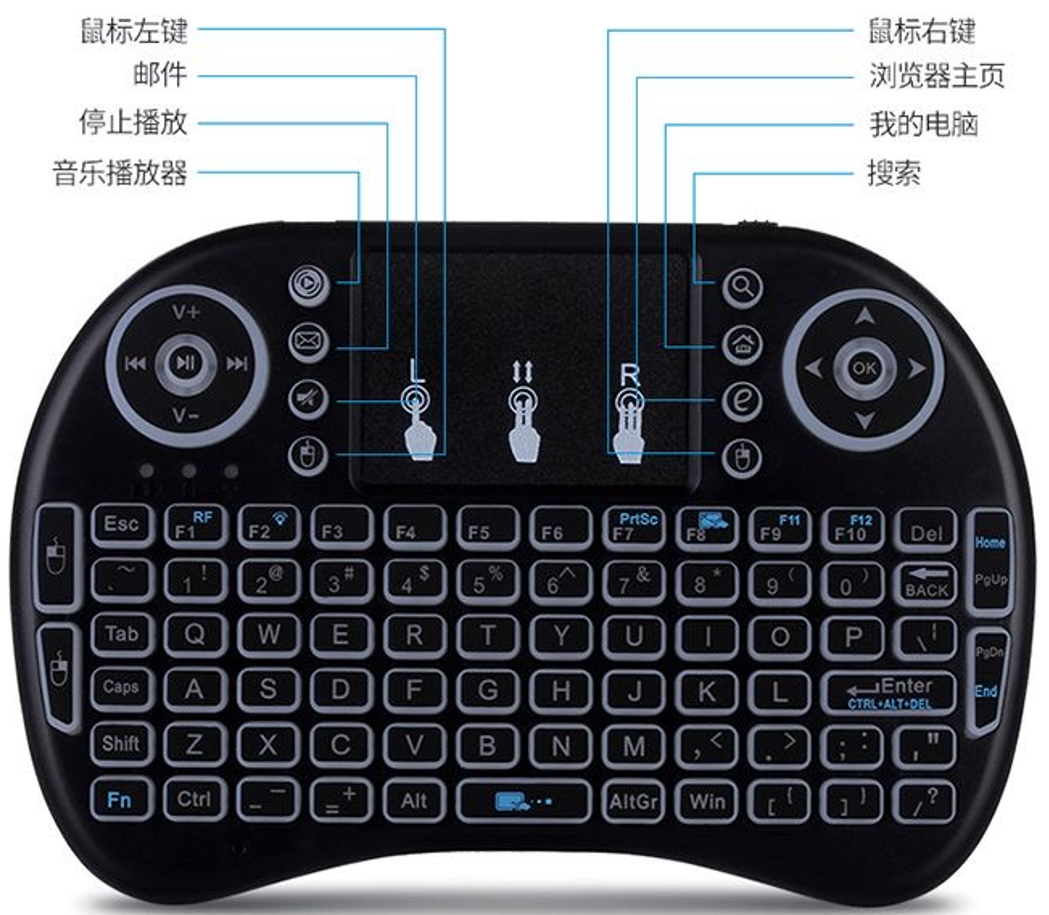 鼠标左键
邮件
停止播放
音乐播放器
鼠标右键
浏览器主页
我的电脑
搜索
V+
V-
L
R
OK
e
Esc
F1 RF
F2
F3
F4
F5
F6
F7 PrtSc
F8
F9 F11
F10 F12
Del
Home
PgUp
` ~
1 !
2 @
3 #
4 $
5 %
6 ^
7 &
8 *
9 (
0 )
BACK
Tab
Q
W
E
R
T
Y
U
I
O
P
\ ¦
PgDn
End
Caps
A
S
D
F
G
H
J
K
L
Enter
CTRL+ALT+DEL
Shift
Z
X
C
V
B
N
M
, <
. >
; :
, "
Fn
Ctrl
_ —
= +
Alt
AltGr
Win
[ {
] }
/ ?